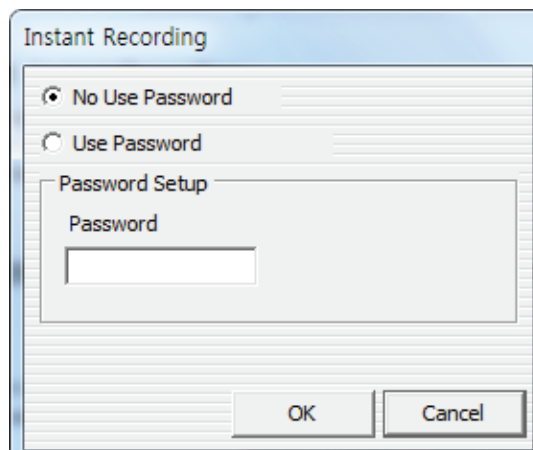 Instant Recording
No Use Password
Use Password
Password Setup
Password
OK Cancel